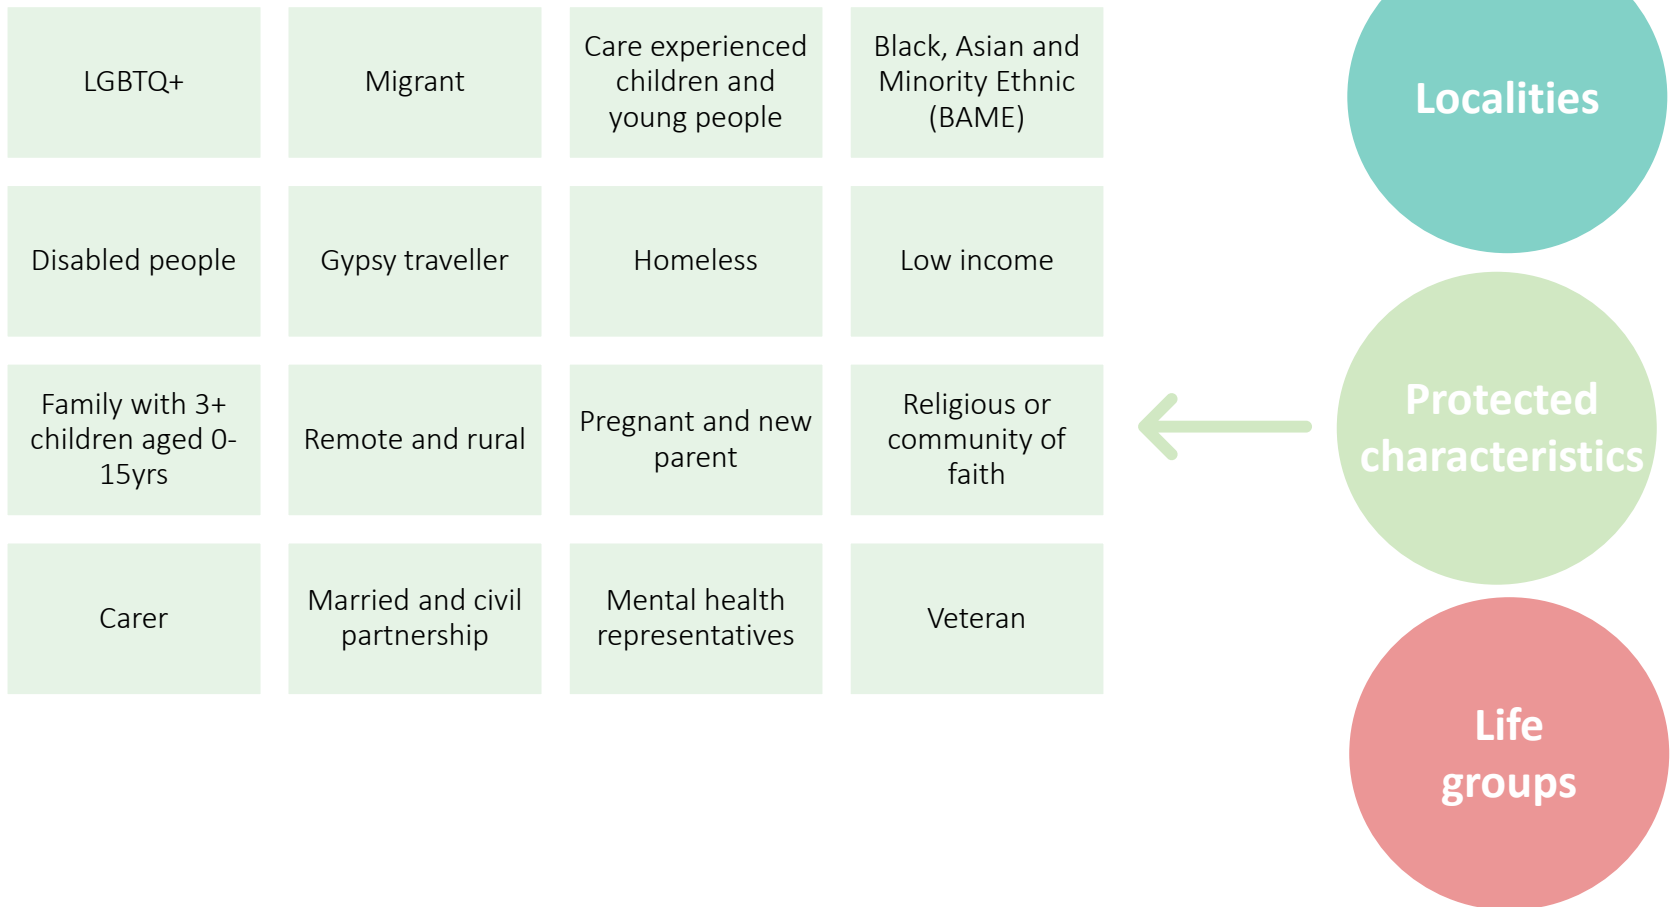 LGBTQ+
Migrant
Care experienced
children and
young people
Black, Asian and
Minority Ethnic
(BAME)
Disabled people
Gypsy traveller
Homeless
Low income
Family with 3+
children aged 0-
15yrs
Remote and rural
Pregnant and new
parent
Religious or
community of
faith
Carer
Married and civil
partnership
Mental health
representatives
Veteran
Localities
Protected
characteristics
Life
groups